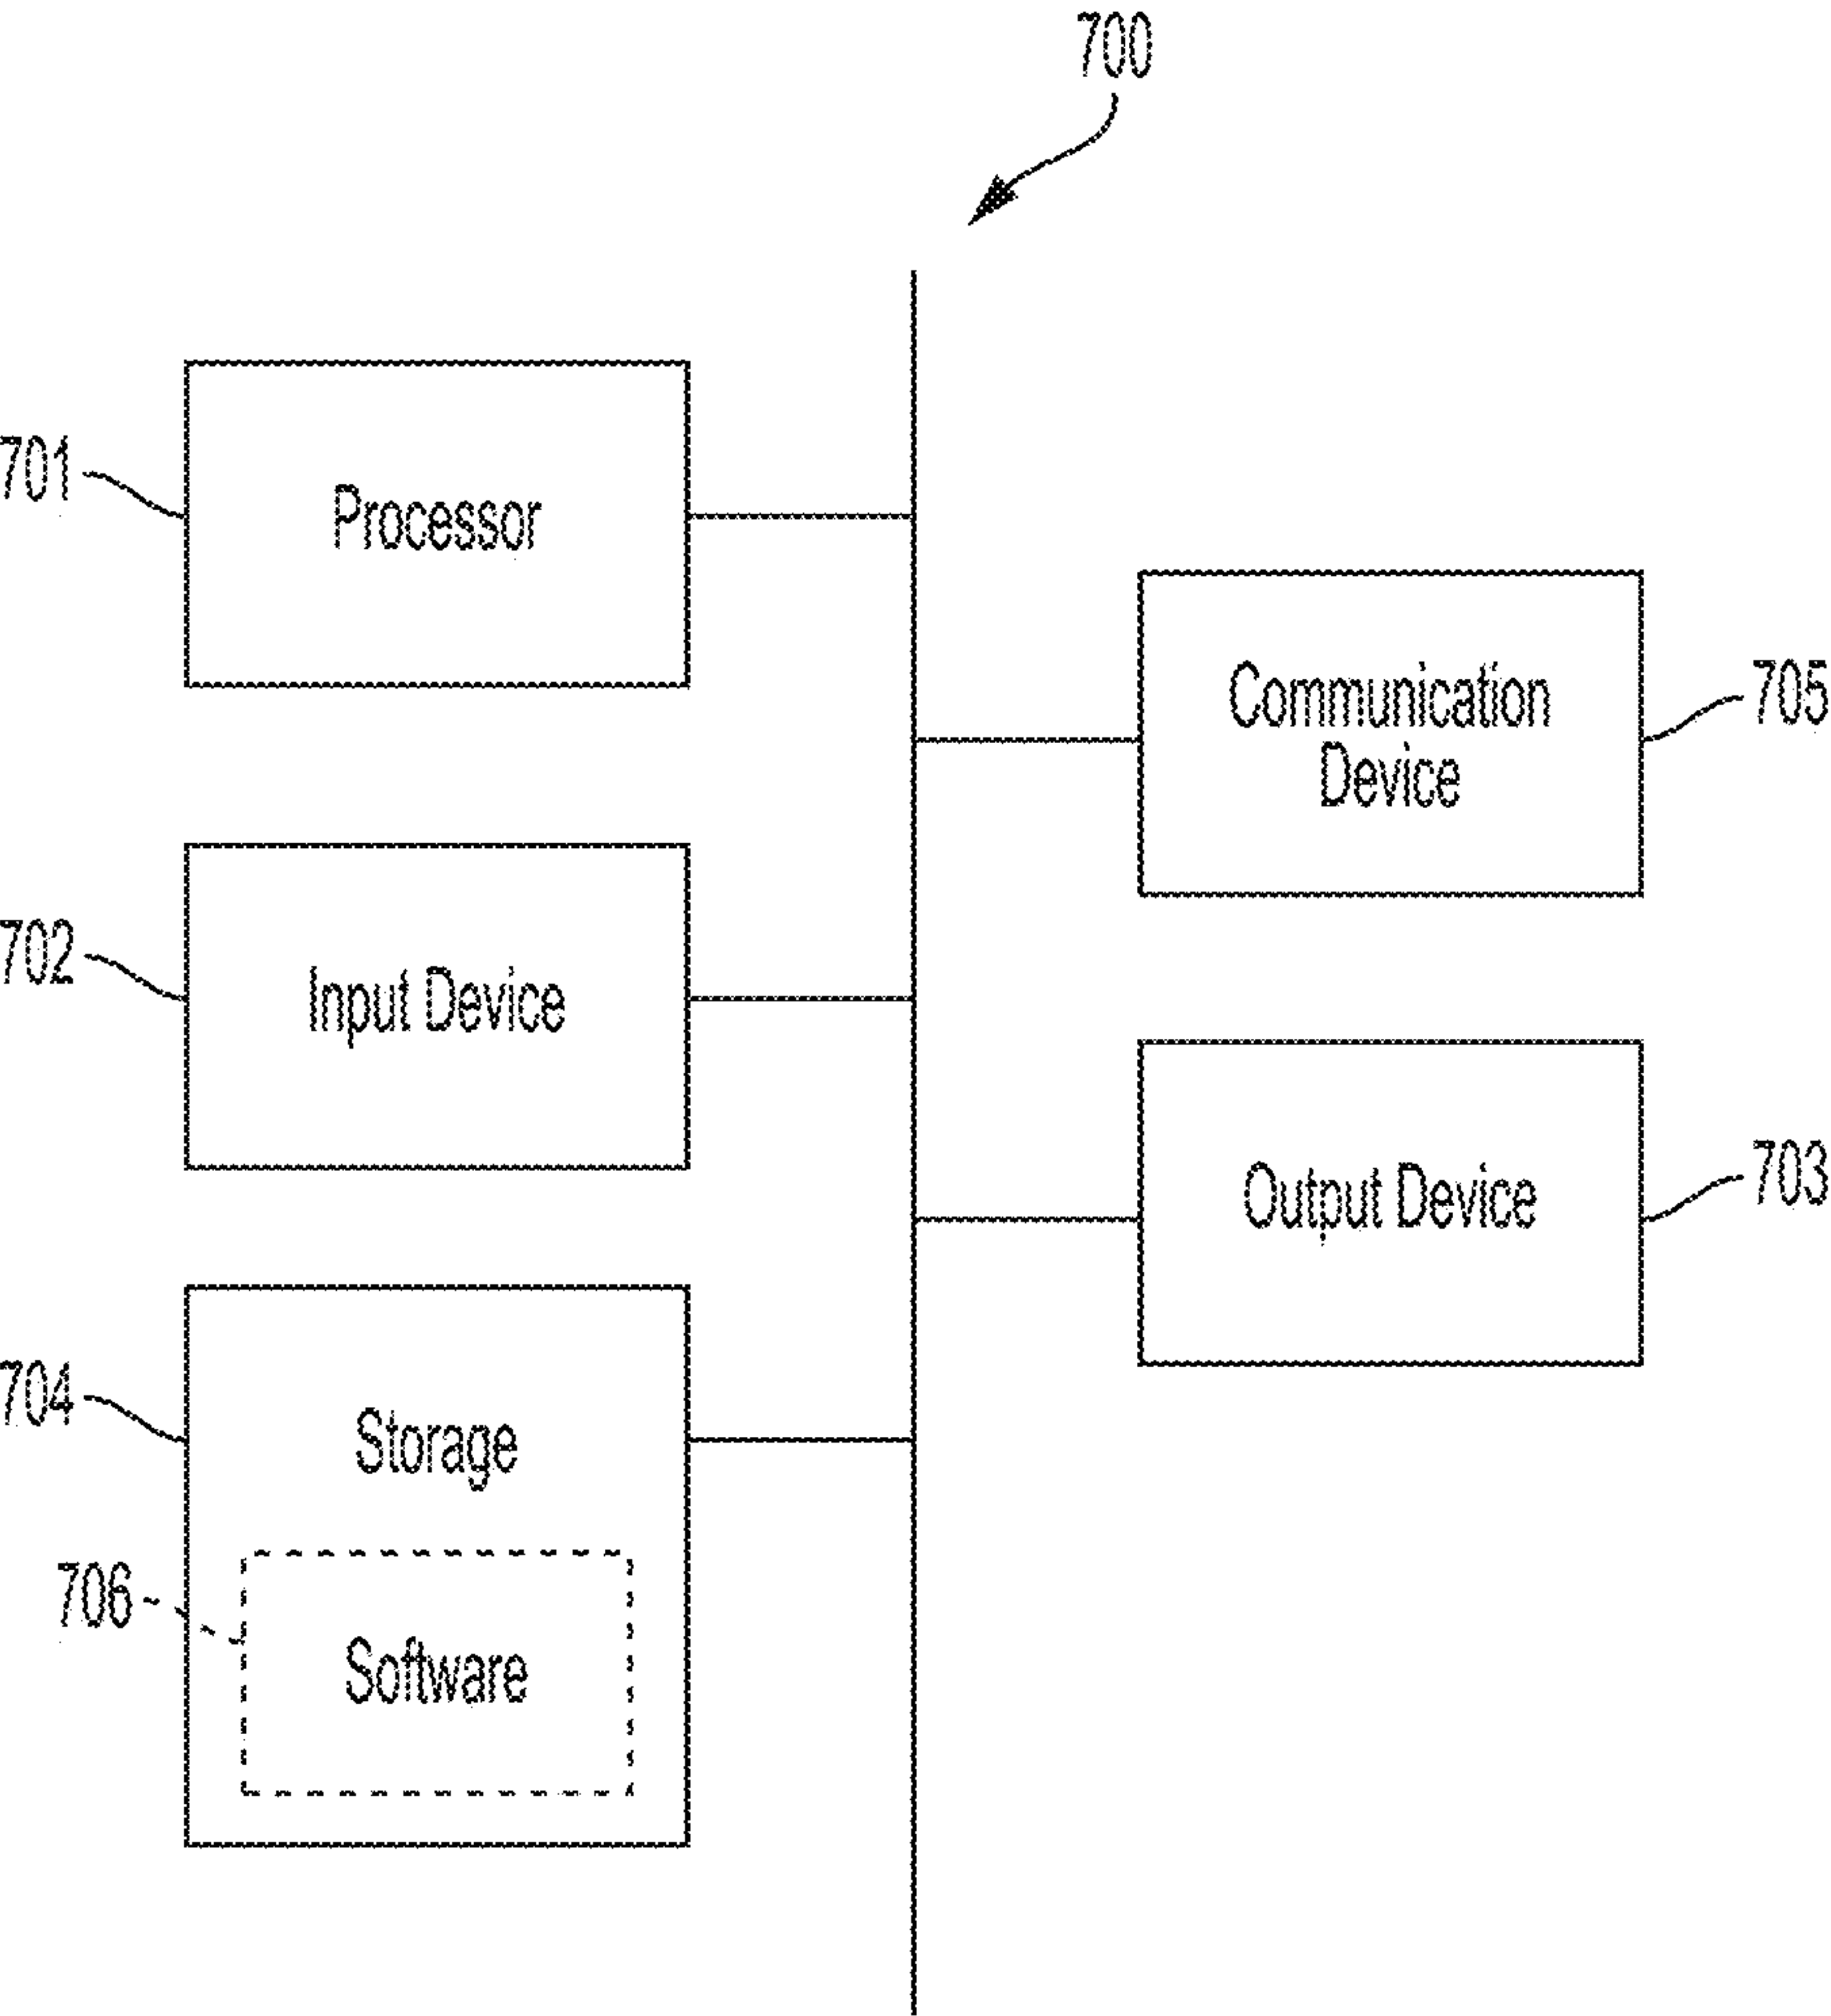 700
701
Processor
Communication
Device
705
702
Input Device
Output Device
703
704
Storage
706
Software